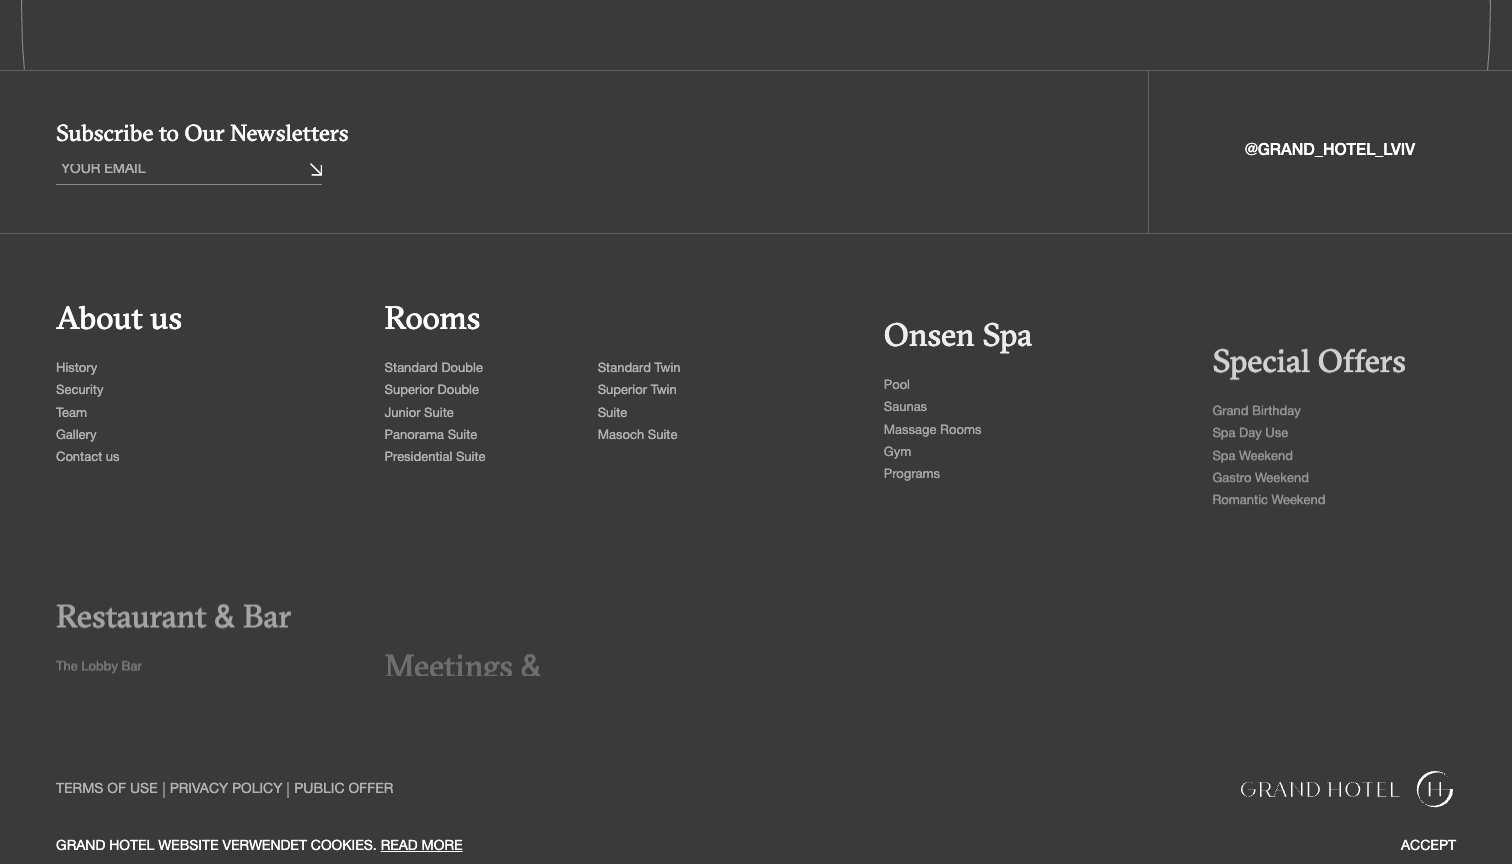 Subscribe to Our Newsletters
YOUR EMAIL
@GRAND_HOTEL_LVIV
About us
History
Security
Team
Gallery
Contact us
Rooms
Standard Double
Superior Double
Junior Suite
Panorama Suite
Presidential Suite
Standard Twin
Superior Twin
Suite
Masoch Suite
Onsen Spa
Pool
Saunas
Massage Rooms
Gym
Programs
Special Offers
Grand Birthday
Spa Day Use
Spa Weekend
Gastro Weekend
Romantic Weekend
Restaurant & Bar
The Lobby Bar
Meetings &
TERMS OF USE | PRIVACY POLICY | PUBLIC OFFER
GRAND HOTEL GH
GRAND HOTEL WEBSITE VERWENDET COOKIES. READ MORE
ACCEPT